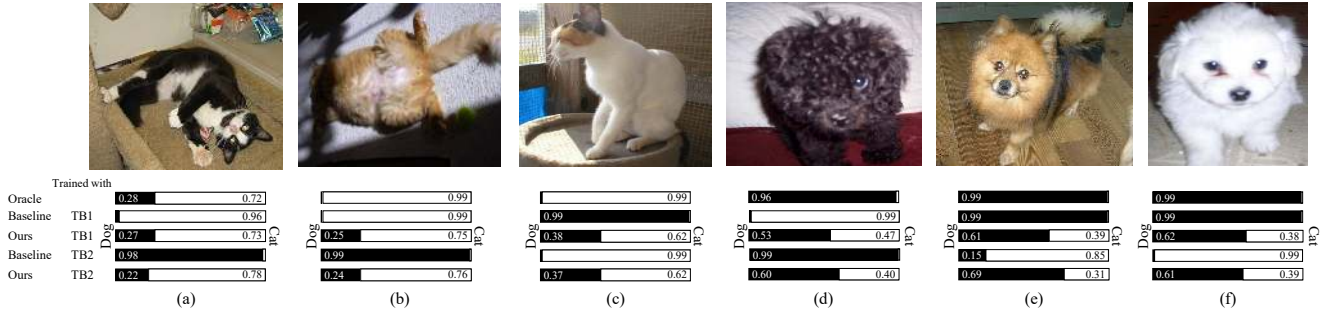 Trained with
Oracle 0.28 0.72 0.99 0.99 0.96 0.99 0.99
Baseline TB1 0.96 0.99 0.99 0.99 0.99 0.99
Dog Cat Dog Cat Dog Cat Dog Cat Dog Cat Dog Cat
Ours TB1 0.27 0.73 0.25 0.75 0.38 0.62 0.53 0.47 0.61 0.39 0.62 0.38
Baseline TB2 0.98 0.99 0.99 0.99 0.15 0.85 0.99
Ours TB2 0.22 0.78 0.24 0.76 0.37 0.62 0.60 0.40 0.69 0.31 0.61 0.39
(a) (b) (c) (d) (e) (f)